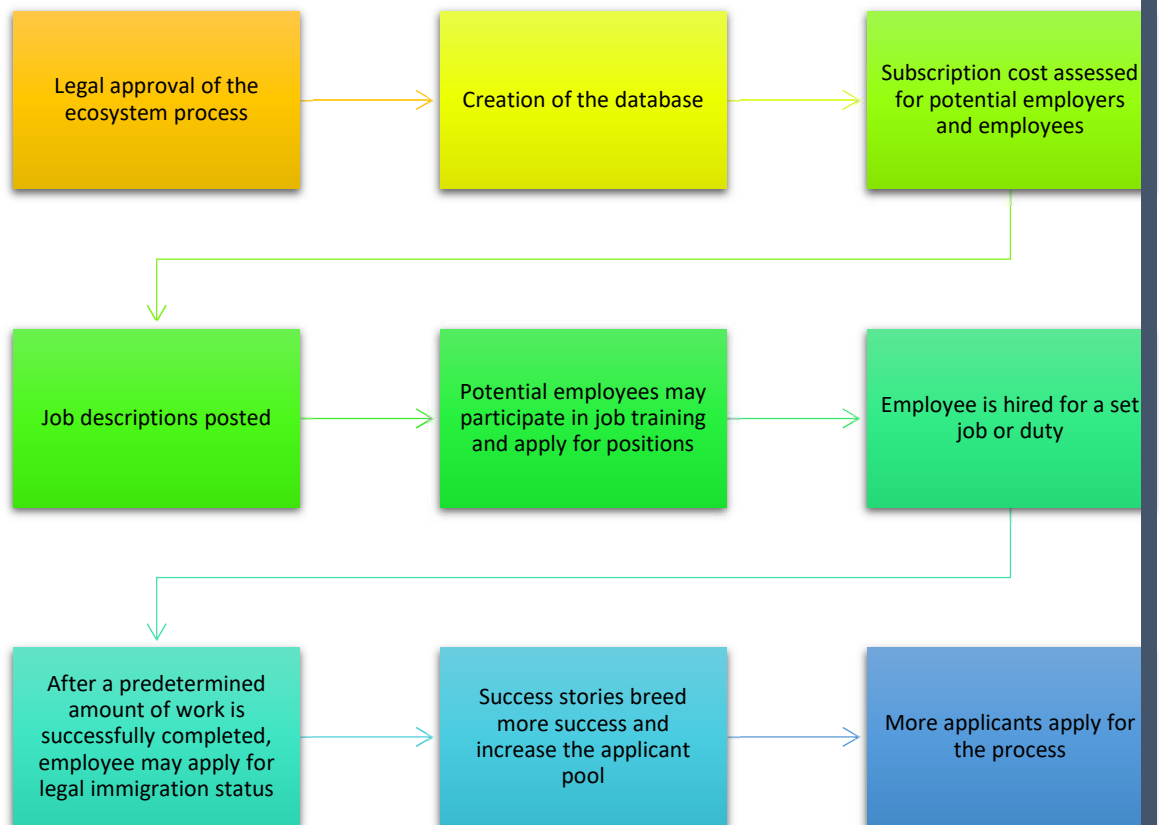 Legal approval of the
ecosystem process
Creation of the database
Subscription cost assessed
for potential employers
and employees
Job descriptions posted
Potential employees may
participate in job training
and apply for positions
Employee is hired for a set
job or duty
After a predetermined
amount of work is
successfully completed,
employee may apply for
legal immigration status
Success stories breed
more success and
increase the applicant
pool
More applicants apply for
the process